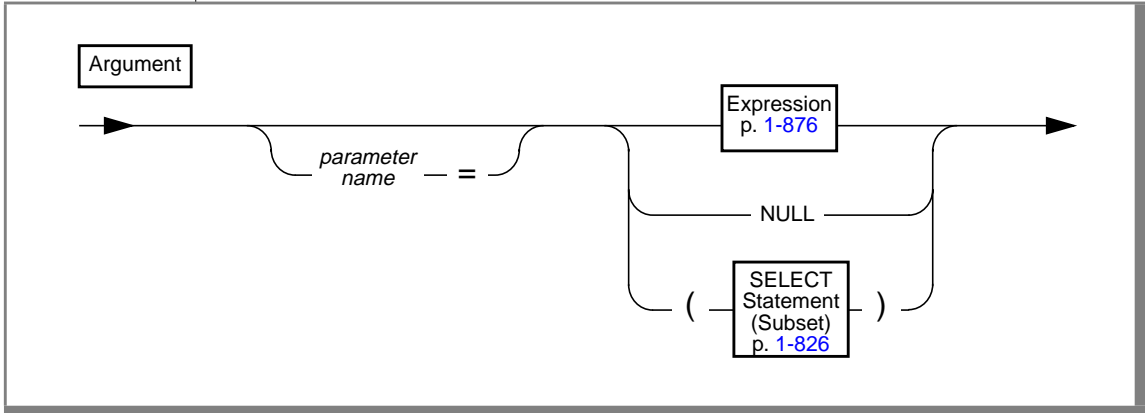 Argument
Expression
p. 1-876
parameter
name =
NULL
( SELECT
Statement
(Subset)
p. 1-826 )